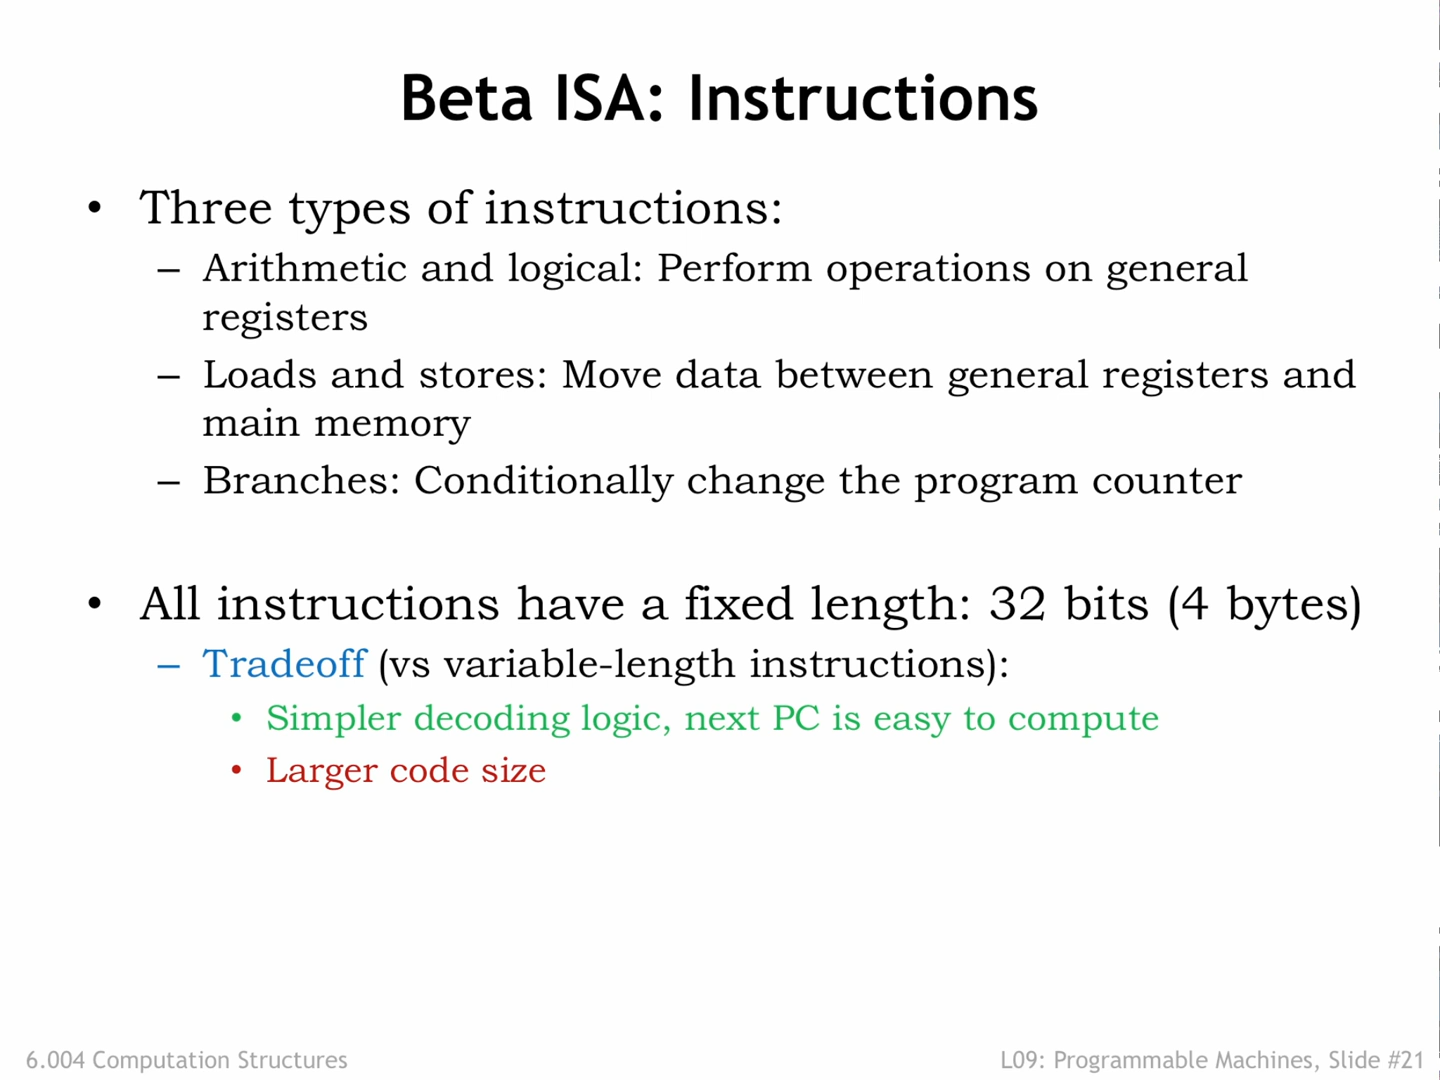 Beta ISA: Instructions
• Three types of instructions:
– Arithmetic and logical: Perform operations on general
registers
– Loads and stores: Move data between general registers and
main memory
– Branches: Conditionally change the program counter
• All instructions have a fixed length: 32 bits (4 bytes)
– Tradeoff (vs variable-length instructions):
• Simpler decoding logic, next PC is easy to compute
• Larger code size
6.004 Computation Structures
L09: Programmable Machines, Slide #21